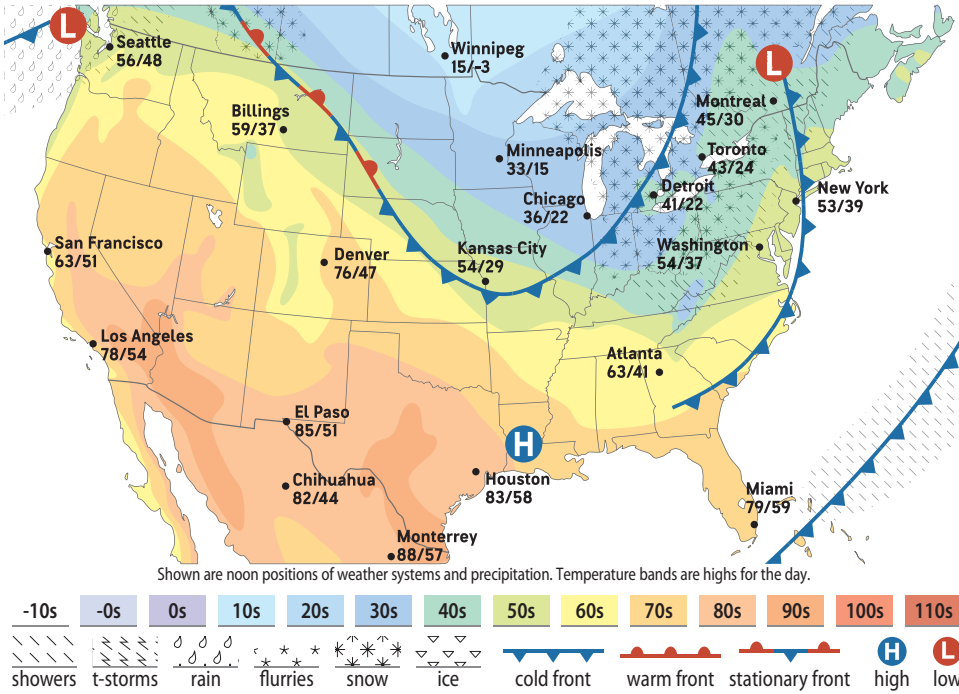 L
Seattle
56/48
Winnipeg
15/-3
L
Billings
59/37
Montreal
45/30
Minneapolis
33/15
Toronto
43/24
Chicago
36/22
Detroit
41/22
New York
53/39
San Francisco
63/51
Denver
76/47
Kansas City
54/29
Washington
54/37
Los Angeles
78/54
Atlanta
63/41
El Paso
85/51
H
Chihuahua
82/44
Houston
83/58
Miami
79/59
Monterrey
88/57
Shown are noon positions of weather systems and precipitation. Temperature bands are highs for the day.
-10s -0s 0s 10s 20s 30s 40s 50s 60s 70s 80s 90s 100s 110s
H L
showers t-storms rain flurries snow ice cold front warm front stationary front high low